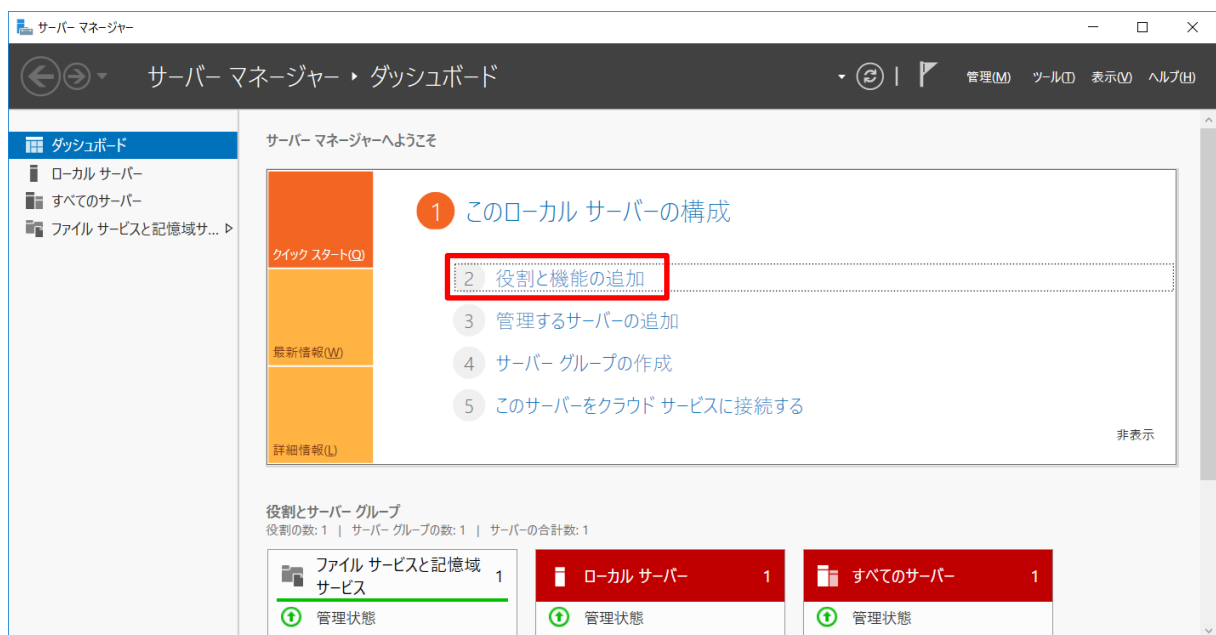 サーバー マネージャー
サーバー マネージャー ‣ ダッシュボード
管理(M) ツール(T) 表示(V) ヘルプ(H)
ダッシュボード
ローカル サーバー
すべてのサーバー
ファイル サービスと記憶域サ...
サーバー マネージャーへようこそ
クイック スタート(Q)
最新情報(W)
詳細情報(L)
1 このローカル サーバーの構成
2 役割と機能の追加
3 管理するサーバーの追加
4 サーバー グループの作成
5 このサーバーをクラウド サービスに接続する
非表示
役割とサーバー グループ
役割の数: 1 | サーバー グループの数: 1 | サーバーの合計数: 1
ファイル サービスと記憶域
サービス 1
管理状態
ローカル サーバー 1
管理状態
すべてのサーバー 1
管理状態